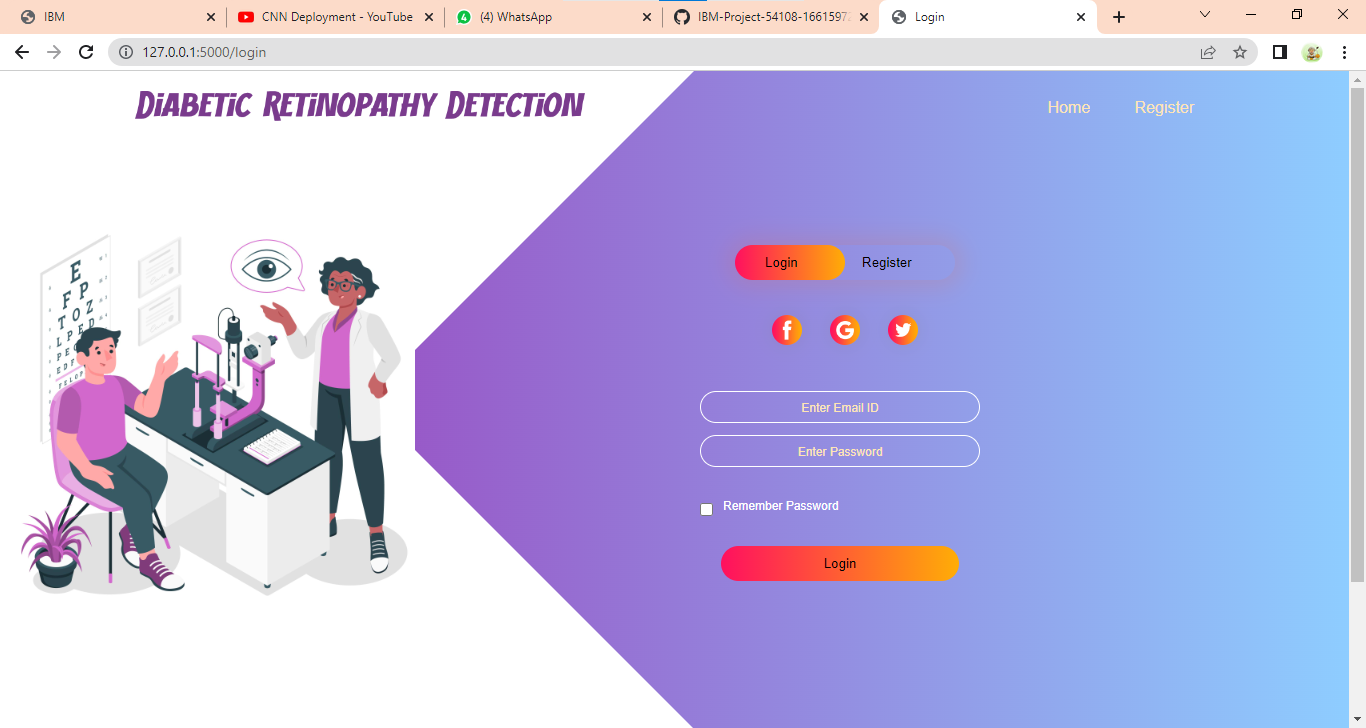 IBM
CNN Deployment - YouTube
4
(4) WhatsApp
IBM-Project-54108-1661597
Login
127.0.0.1:5000/login
Diabetic Retinopathy Detection
Home
Register
Login
Register
f
G
Enter Email ID
Enter Password
Remember Password
Login
E
F P
T O Z
L P E D